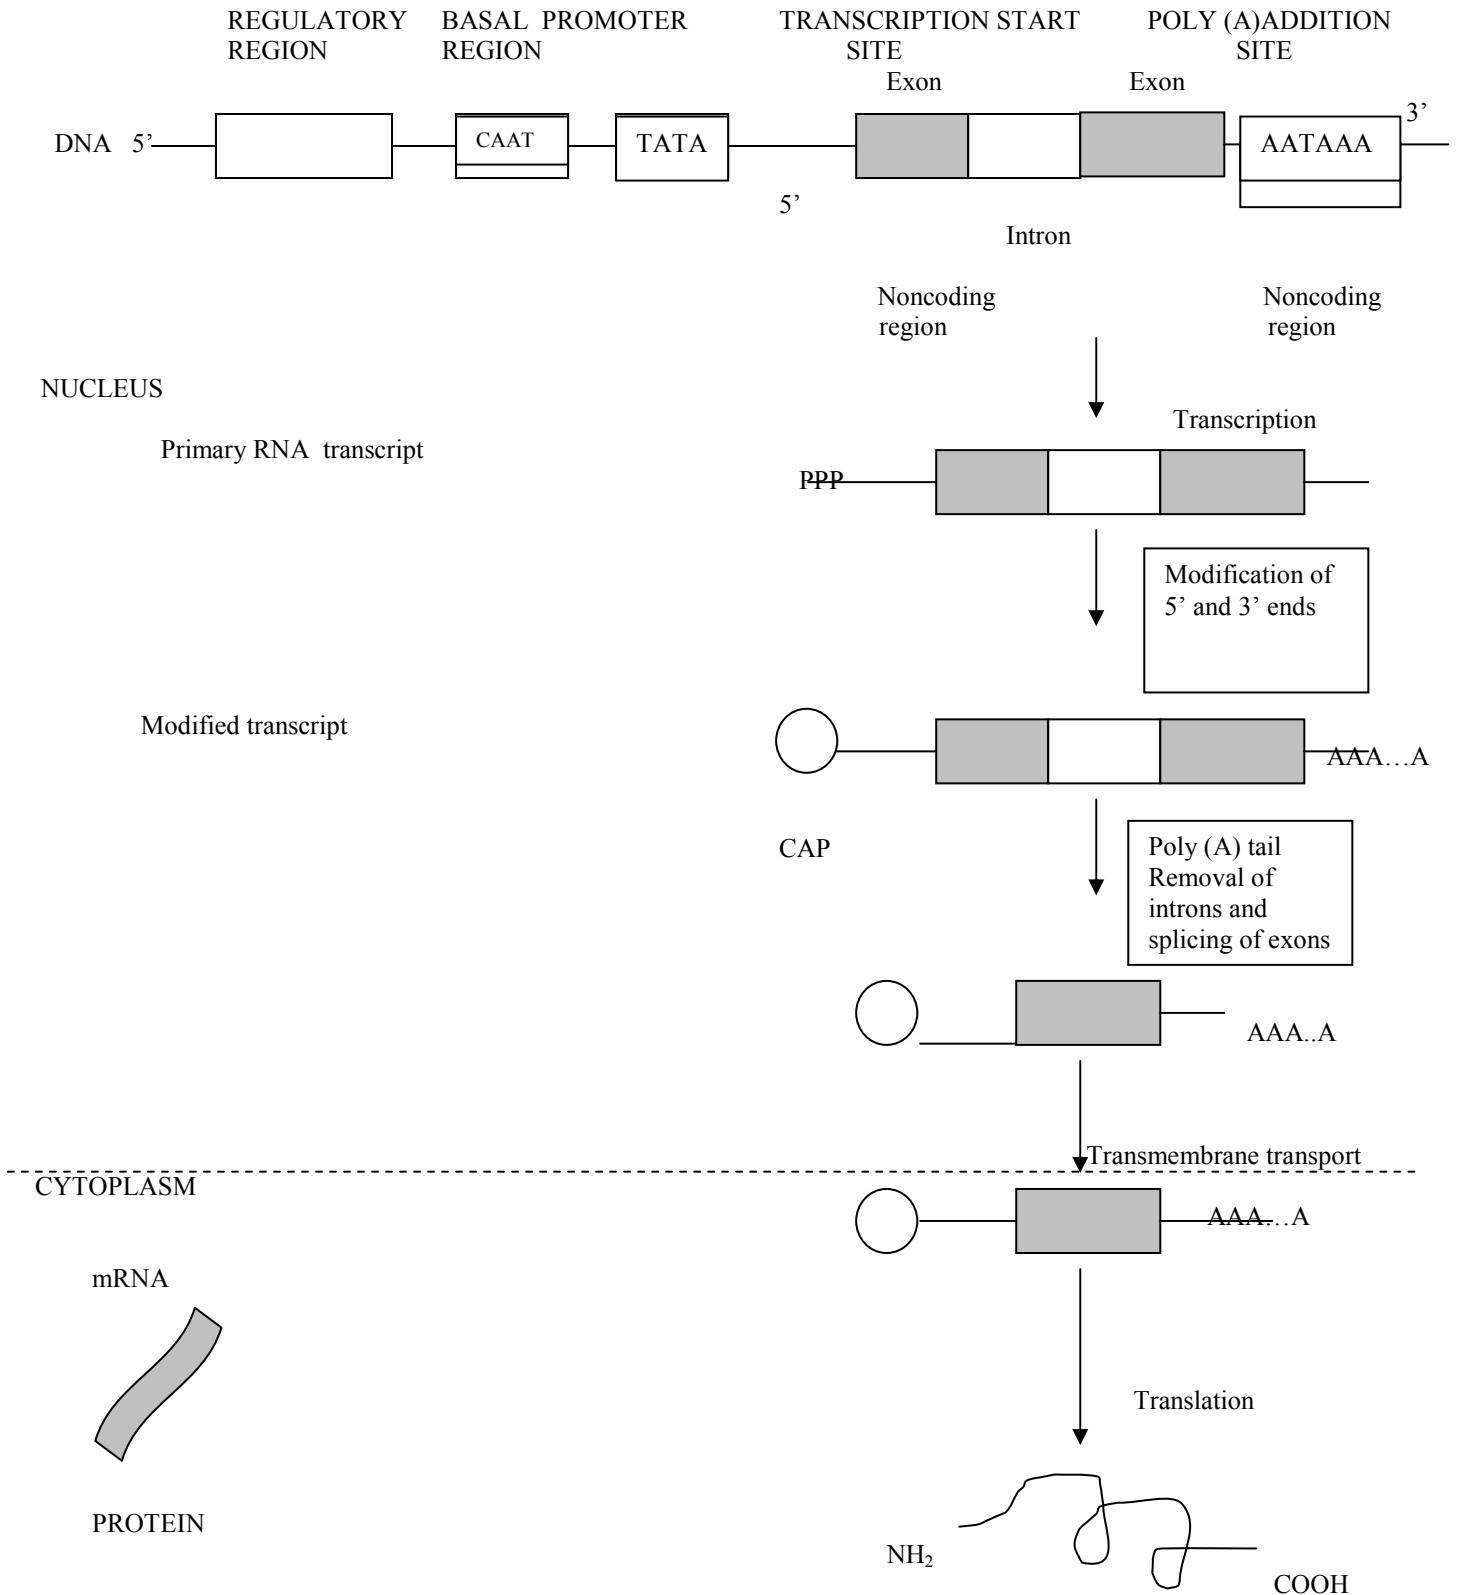 REGULATORY REGION
BASAL PROMOTER REGION
TRANSCRIPTION START SITE
POLY (A)ADDITION SITE
Exon
Exon
DNA 5’
CAAT
TATA
AATAAA
3’
5’
Intron
Noncoding
region
Noncoding
region
NUCLEUS
Transcription
Primary RNA transcript
PPP
Modification of
5’ and 3’ ends
Modified transcript
AAA…A
CAP
Poly (A) tail
Removal of
introns and
splicing of exons
AAA..A
Transmembrane transport
CYTOPLASM
AAA…A
mRNA
Translation
PROTEIN
NH2
COOH